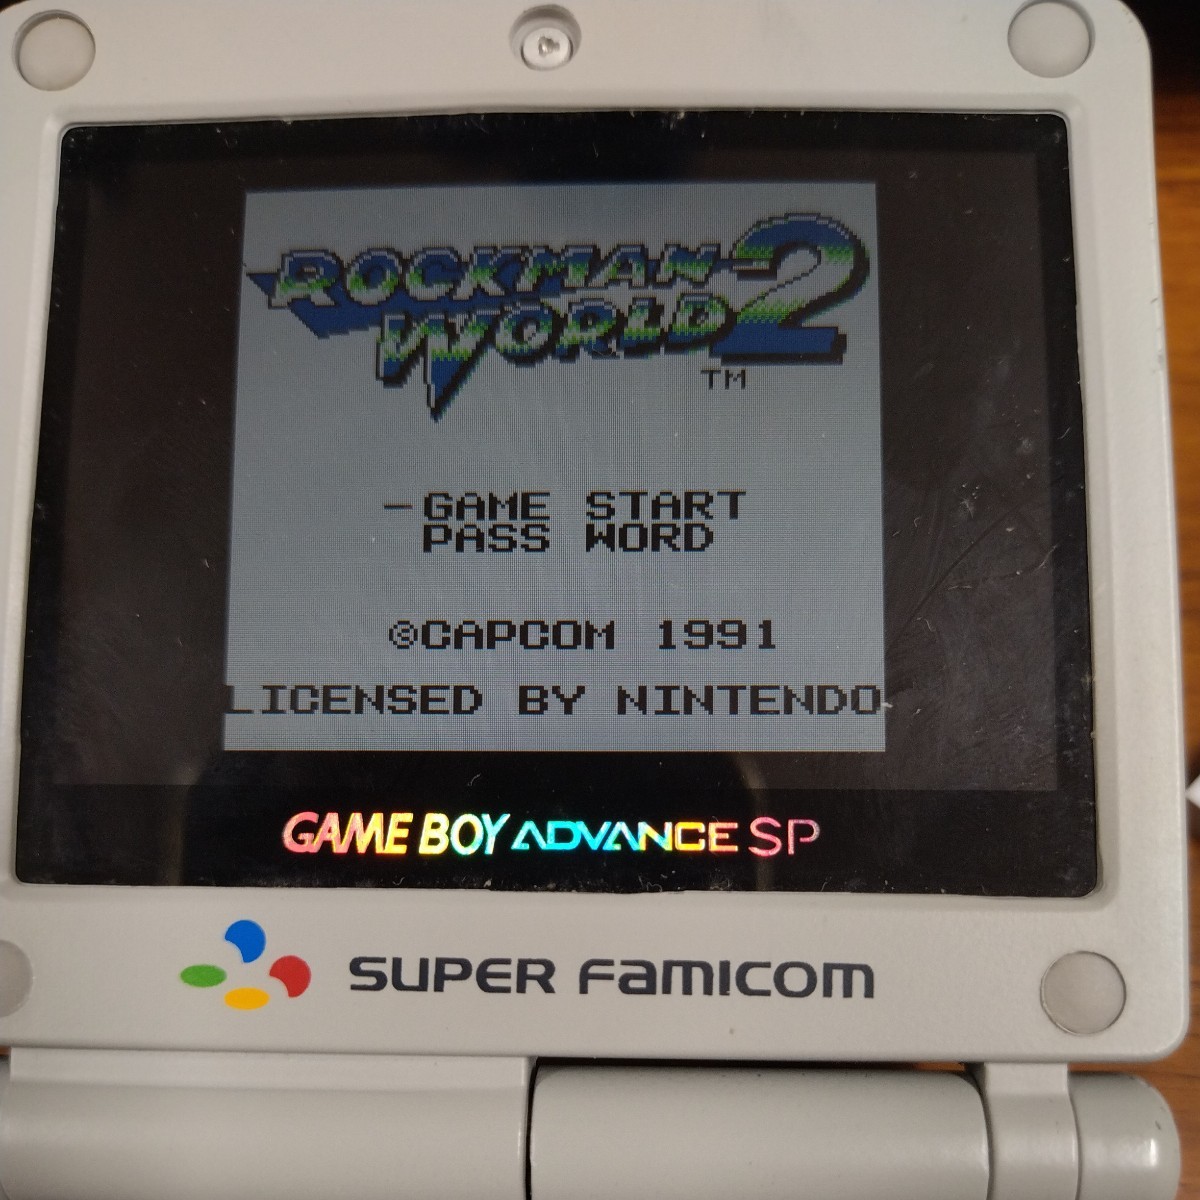 ROCKMAN
WORLD 2
TM
-GAME START
PASS WORD
©CAPCOM 1991
LICENSED BY NINTENDO
GAME BOY ADVANCE SP
SUPER FAMICOM